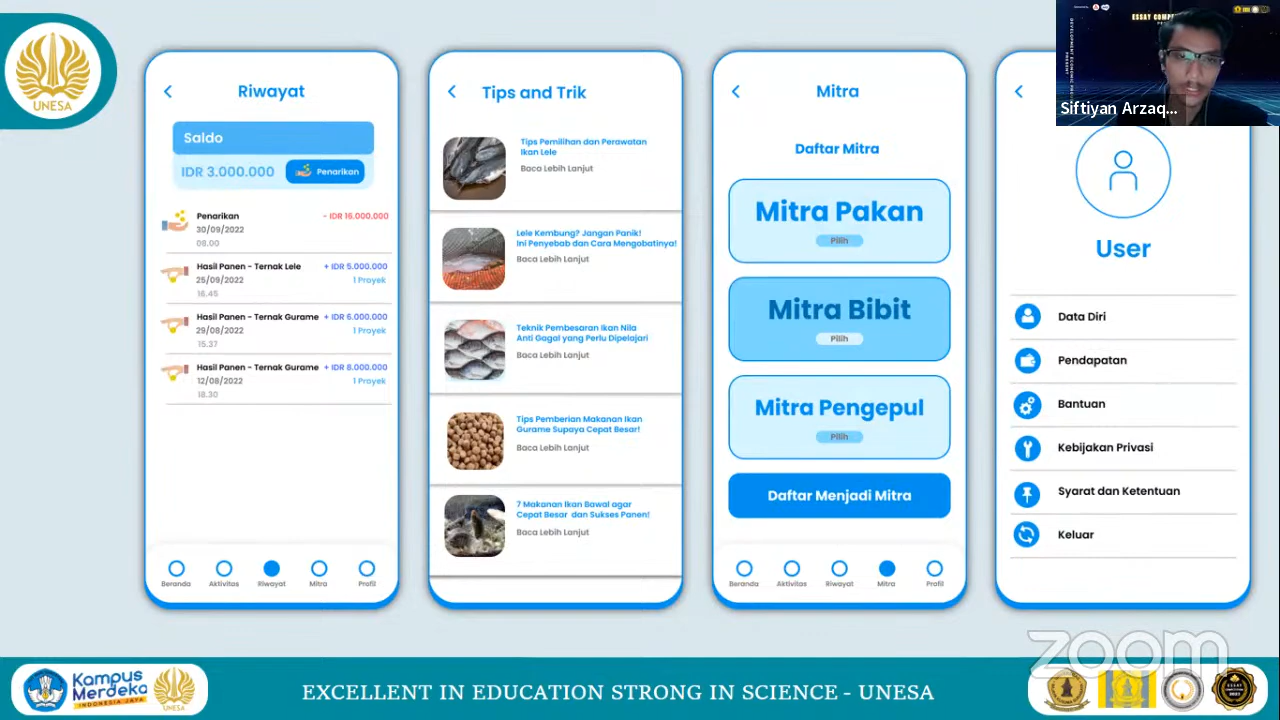 UNESA
Riwayat
Saldo
IDR 3.000.000
Penarikan
Penarikan
- IDR 16.000.000
30/09/2022
08.00
Hasil Panen - Ternak Lele
+ IDR 5.000.000
25/09/2022
1 Proyek
16.45
Hasil Panen - Ternak Gurame
+ IDR 6.000.000
29/08/2022
1 Proyek
15.37
Hasil Panen - Ternak Gurame
+ IDR 8.000.000
12/08/2022
1 Proyek
18.30
Beranda
Aktivitas
Riwayat
Mitra
Profil
Tips and Trik
Tips Pemilihan dan Perawatan
Ikan Lele
Baca Lebih Lanjut
Lele Kembung? Jangan Panik!
Ini Penyebab dan Cara Mengobatinya!
Baca Lebih Lanjut
Teknik Pembesaran Ikan Nila
Anti Gagal yang Perlu Dipelajari
Baca Lebih Lanjut
Tips Pemberian Makanan Ikan
Gurame Supaya Cepat Besar!
Baca Lebih Lanjut
7 Makanan Ikan Bawal agar
Cepat Besar dan Sukses Panen!
Baca Lebih Lanjut
Mitra
Daftar Mitra
Mitra Pakan
Pilih
Mitra Bibit
Pilih
Mitra Pengepul
Pilih
Daftar Menjadi Mitra
Beranda
Aktivitas
Riwayat
Mitra
Profil
User
Data Diri
Pendapatan
Bantuan
Kebijakan Privasi
Syarat dan Ketentuan
Keluar
Siftiyan Arzaq...
zoom
Kampus
Merdeka
INDONESIA JAYA
UNESA
EXCELLENT IN EDUCATION STRONG IN SCIENCE - UNESA